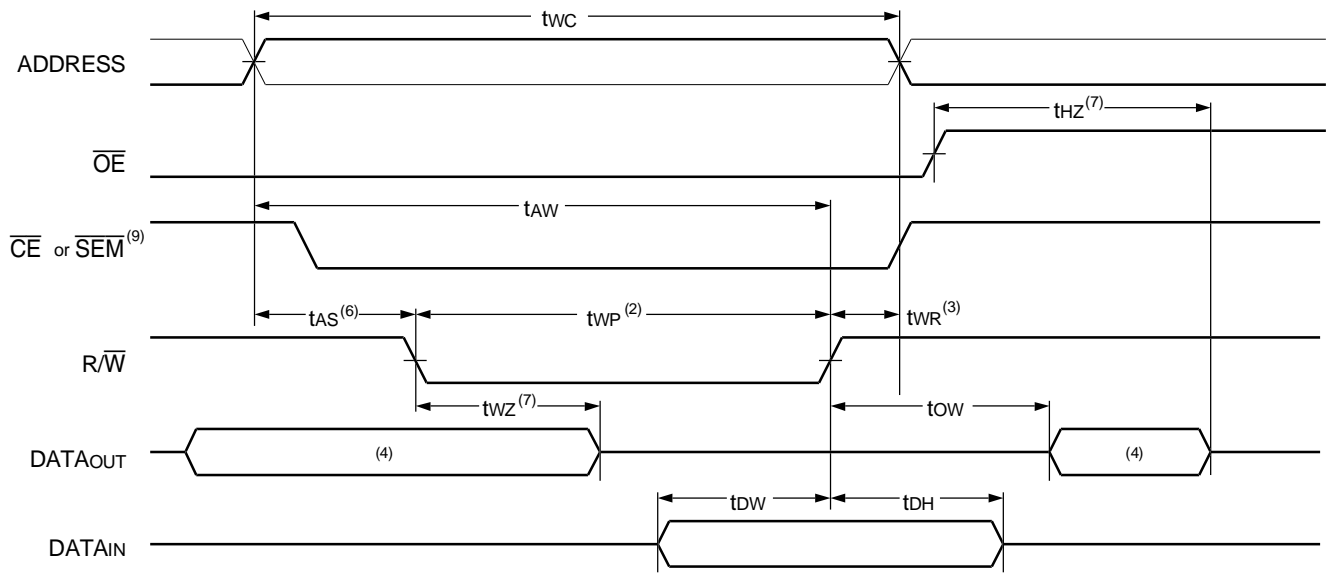 tWC
ADDRESS
tHZ(7)
OE
tAW
CE or SEM(9)
tAS(6) tWP(2) tWR(3)
R/W
tWZ(7) tOW
DATAOUT (4) (4)
tDW tDH
DATAIN